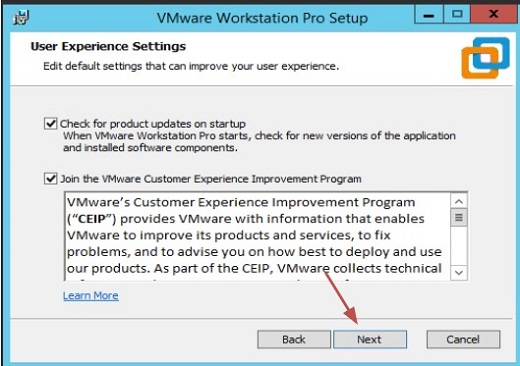 VMware Workstation Pro Setup
User Experience Settings
Edit default settings that can improve your user experience.
Check for product updates on startup
When VMware Workstation Pro starts, check for new versions of the application
and installed software components.
Join the VMware Customer Experience Improvement Program
VMware's Customer Experience Improvement Program
("CEIP") provides VMware with information that enables
VMware to improve its products and services, to fix
problems, and to advise you on how best to deploy and use
our products. As part of the CEIP, VMware collects technical
Learn More
Back
Next
Cancel